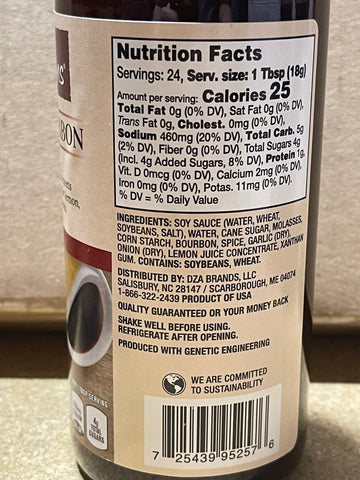 Nutrition Facts
Servings: 24, Serv. size: 1 Tbsp (18g)
Amount per serving: Calories 25
Total Fat 0g (0% DV), Sat Fat 0g (0% DV),
Trans Fat 0g, Cholest. 0mg (0% DV),
Sodium 460mg (20% DV), Total Carb. 5g
(2% DV), Fiber 0g (0% DV), Total Sugars 4g
(Incl. 4g Added Sugars, 8% DV), Protein 1g,
Vit. D 0mcg (0% DV), Calcium 2mg (0% DV),
Iron 0mg (0% DV), Potas. 11mg (0% DV).
% DV = % Daily Value
INGREDIENTS: SOY SAUCE (WATER, WHEAT,
SOYBEANS, SALT), WATER, CANE SUGAR, MOLASSES,
CORN STARCH, BOURBON, SPICE, GARLIC (DRY),
ONION (DRY), LEMON JUICE CONCENTRATE, XANTHAN
GUM. CONTAINS: SOYBEANS, WHEAT.
DISTRIBUTED BY: DZA BRANDS, LLC
SALISBURY, NC 28147 / SCARBOROUGH, ME 04074
1-866-322-2439 PRODUCT OF USA
QUALITY GUARANTEED OR YOUR MONEY BACK
SHAKE WELL BEFORE USING.
REFRIGERATE AFTER OPENING.
PRODUCED WITH GENETIC ENGINEERING
WE ARE COMMITTED
TO SUSTAINABILITY
7 25439 95257 6
SERVING
4g
TOTAL
SUGARS